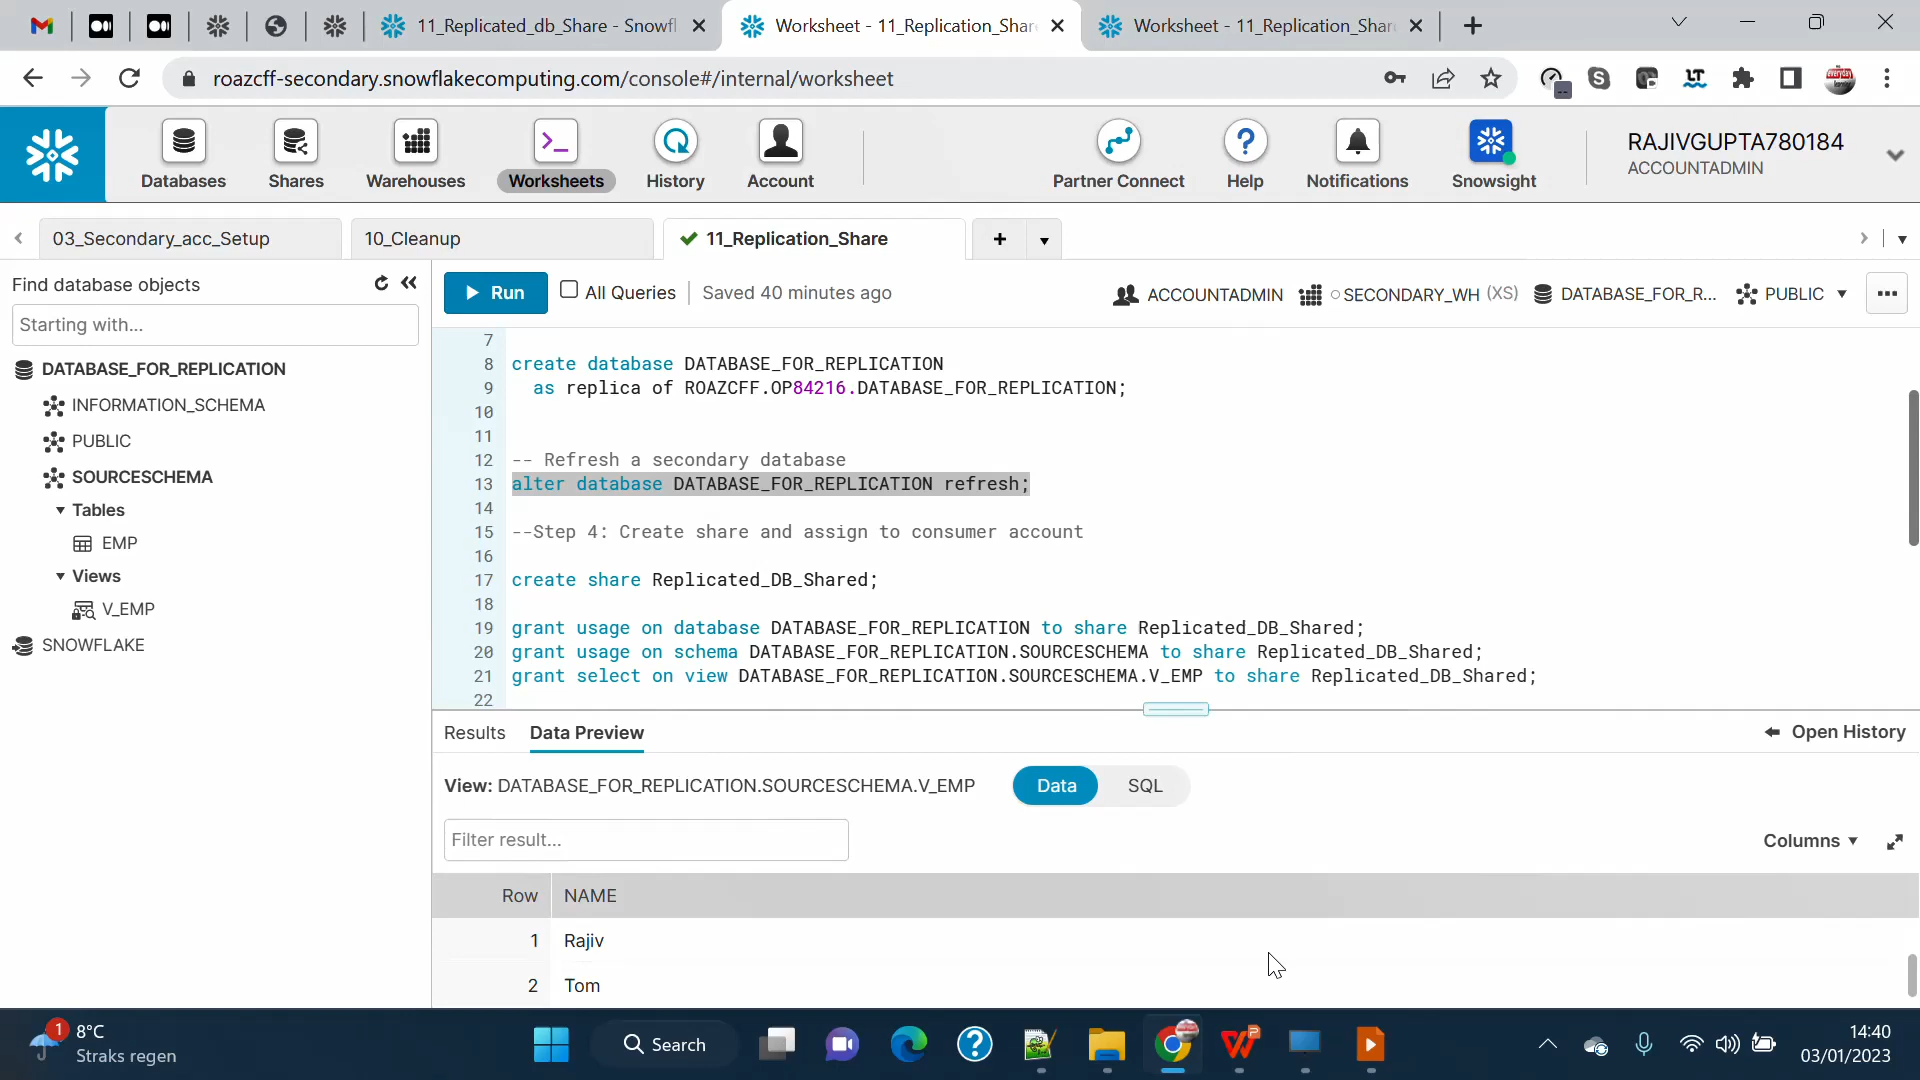 11_Replicated_db_Share - Snowfl
Worksheet - 11_Replication_Shar
Worksheet - 11_Replication_Shar
roazcff-secondary.snowflakecomputing.com/console#/internal/worksheet
Databases
Shares
Warehouses
Worksheets
History
Account
Partner Connect
Help
Notifications
Snowsight
RAJIVGUPTA780184
ACCOUNTADMIN
03_Secondary_acc_Setup
10_Cleanup
11_Replication_Share
Find database objects
Starting with...
DATABASE_FOR_REPLICATION
INFORMATION_SCHEMA
PUBLIC
SOURCESCHEMA
Tables
EMP
Views
V_EMP
SNOWFLAKE
Run
All Queries
Saved 40 minutes ago
ACCOUNTADMIN
SECONDARY_WH (XS)
DATABASE_FOR_R...
PUBLIC
7
8 create database DATABASE_FOR_REPLICATION
9 as replica of ROAZCFF.OP84216.DATABASE_FOR_REPLICATION;
10
11
12 -- Refresh a secondary database
13 alter database DATABASE_FOR_REPLICATION refresh;
14
15 --Step 4: Create share and assign to consumer account
16
17 create share Replicated_DB_Shared;
18
19 grant usage on database DATABASE_FOR_REPLICATION to share Replicated_DB_Shared;
20 grant usage on schema DATABASE_FOR_REPLICATION.SOURCESCHEMA to share Replicated_DB_Shared;
21 grant select on view DATABASE_FOR_REPLICATION.SOURCESCHEMA.V_EMP to share Replicated_DB_Shared;
22
Results
Data Preview
Open History
View: DATABASE_FOR_REPLICATION.SOURCESCHEMA.V_EMP
Data
SQL
Filter result...
Columns
Row NAME
1 Rajiv
2 Tom
1
8°C
Straks regen
Search
14:40
03/01/2023